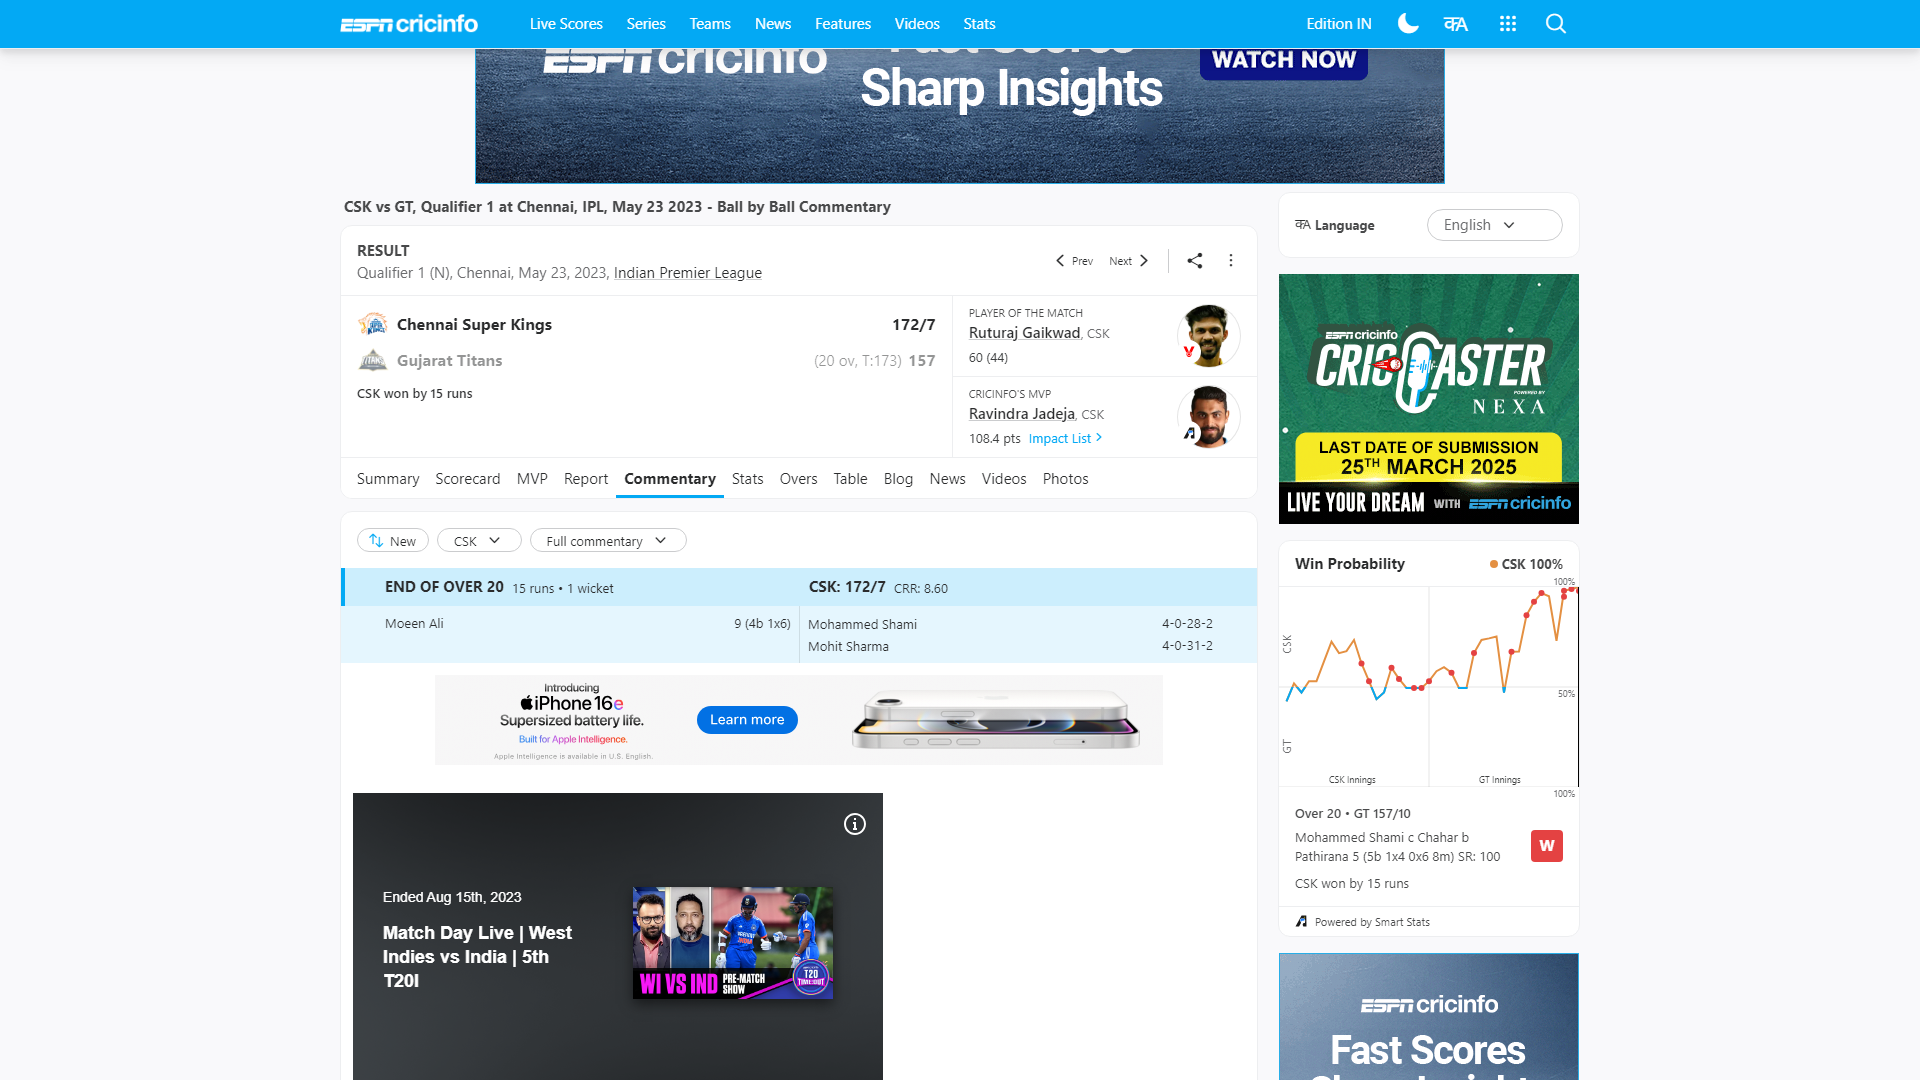 ESPN cricinfo
Live Scores
Series
Teams
News
Features
Videos
Stats
Edition IN
ESPN cricinfo
Fast Scores
Sharp Insights
WATCH NOW
CSK vs GT, Qualifier 1 at Chennai, IPL, May 23 2023 - Ball by Ball Commentary
RESULT
Qualifier 1 (N), Chennai, May 23, 2023, Indian Premier League
Prev
Next
Chennai Super Kings 172/7
Gujarat Titans (20 ov, T:173) 157
CSK won by 15 runs
PLAYER OF THE MATCH
Ruturaj Gaikwad, CSK
60 (44)
CRICINFO'S MVP
Ravindra Jadeja, CSK
108.4 pts Impact List
Summary
Scorecard
MVP
Report
Commentary
Stats
Overs
Table
Blog
News
Videos
Photos
New
CSK
Full commentary
END OF OVER 20 15 runs • 1 wicket CSK: 172/7 CRR: 8.60
Moeen Ali 9 (4b 1x6)
Mohammed Shami 4-0-28-2
Mohit Sharma 4-0-31-2
Introducing
iPhone 16e
Supersized battery life.
Built for Apple Intelligence.
Apple Intelligence is available in U.S. English.
Learn more
Ended Aug 15th, 2023
Match Day Live | West
Indies vs India | 5th
T20I
WI VS IND PRE-MATCH
SHOW
T20
TIME:OUT
Language
English
ESPN cricinfo
CRICCASTER
POWERED BY
NEXA
LAST DATE OF SUBMISSION
25TH MARCH 2025
LIVE YOUR DREAM WITH ESPN cricinfo
Win Probability CSK 100%
100%
CSK
50%
GT
CSK Innings
GT Innings
100%
Over 20 • GT 157/10
Mohammed Shami c Chahar b
Pathirana 5 (5b 1x4 0x6 8m) SR: 100
W
CSK won by 15 runs
Powered by Smart Stats
ESPN cricinfo
Fast Scores